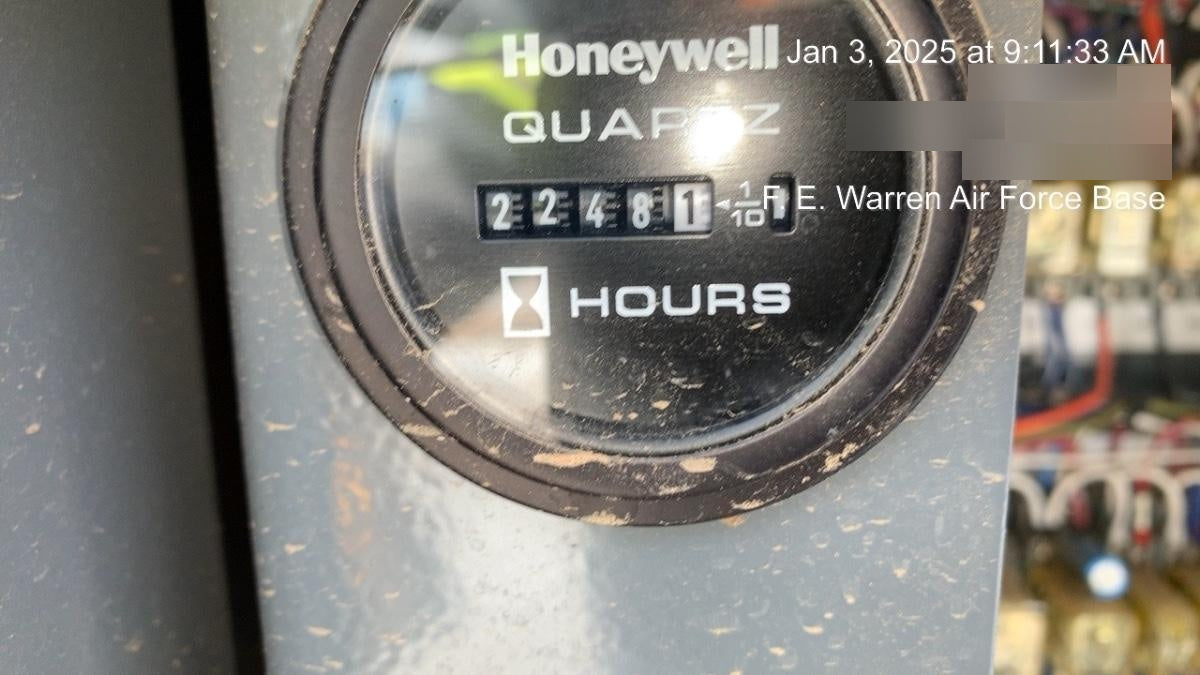 Honeywell
Jan 3, 2025 at 9:11:33 AM
QUARTZ
22481 1/10
F. E. Warren Air Force Base
HOURS